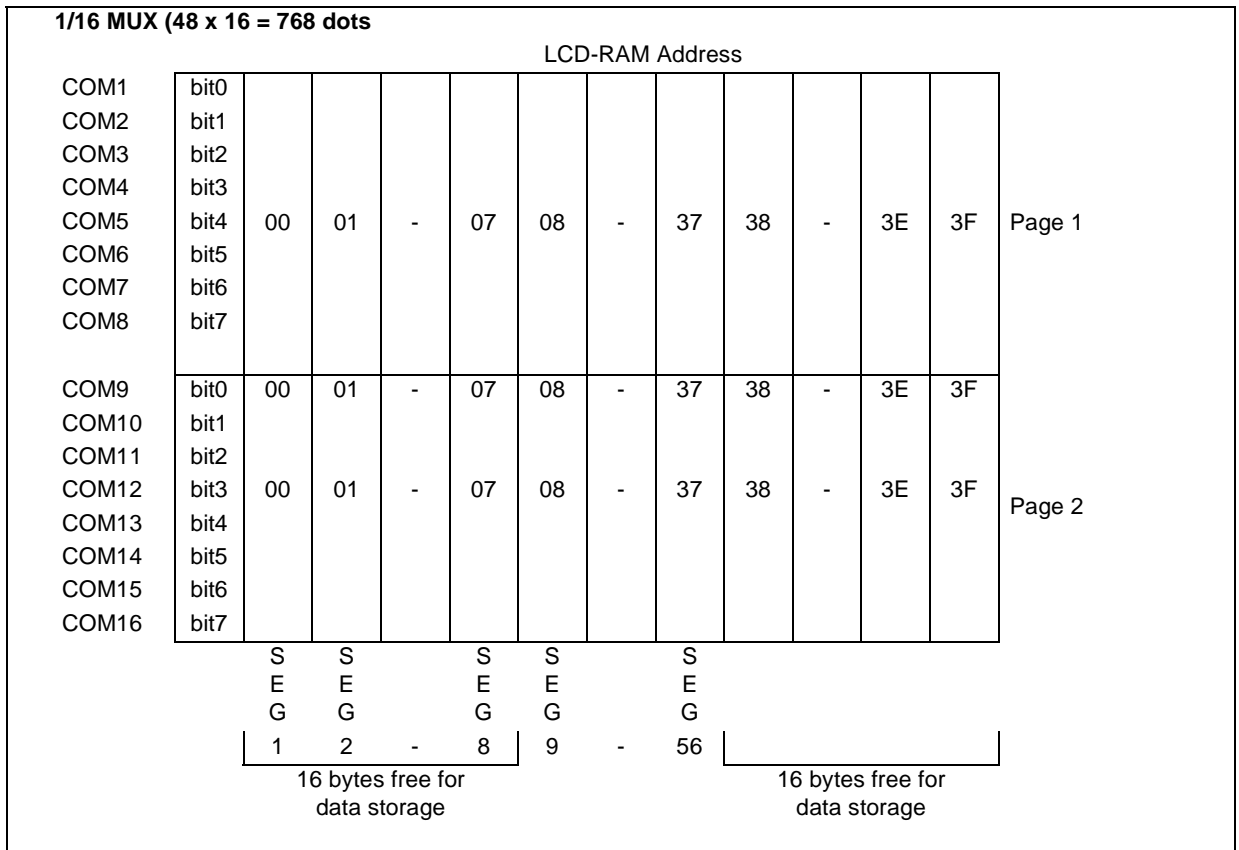 1/16 MUX (48 x 16 = 768 dots
LCD-RAM Address
COM1 bit0
COM2 bit1
COM3 bit2
COM4 bit3
COM5 bit4 00 01 - 07 08 - 37 38 - 3E 3F Page 1
COM6 bit5
COM7 bit6
COM8 bit7
COM9 bit0 00 01 - 07 08 - 37 38 - 3E 3F
COM10 bit1
COM11 bit2
COM12 bit3 00 01 - 07 08 - 37 38 - 3E 3F
Page 2
COM13 bit4
COM14 bit5
COM15 bit6
COM16 bit7
S S S S S
E E E E E
G G G G G
1 2 - 8 9 - 56
16 bytes free for 16 bytes free for
data storage data storage